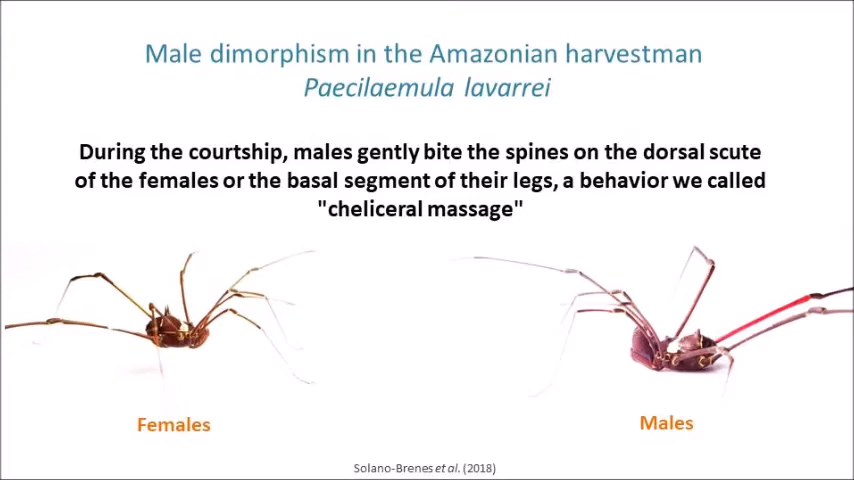 Male dimorphism in the Amazonian harvestman
Paecilaemula lavarrei
During the courtship, males gently bite the spines on the dorsal scute
of the females or the basal segment of their legs, a behavior we called
"cheliceral massage"
Females
Males
Solano-Brenes et al. (2018)